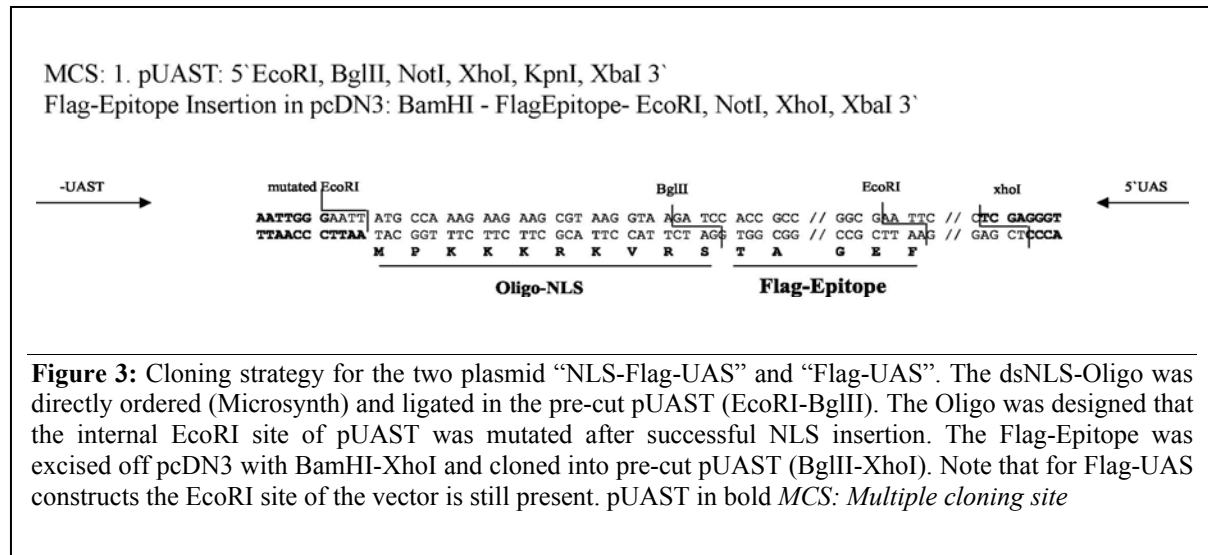 MCS: 1. pUAST: 5`EcoRI, BglII, NotI, XhoI, KpnI, XbaI 3`
Flag-Epitope Insertion in pcDN3: BamHI - FlagEpitope- EcoRI, NotI, XhoI, XbaI 3`
-UAST mutated EcoRI BglII EcoRI xhoI 5`UAS
AATTGGG GAATT ATG CCA AAG AAG AAG CGT AAG GTA AGA TCC ACC GCC // GGC GAA TTC // CTC GAGGGT
TTAACCC CTTAA TAC GGT TTC TTC TTC GCA TTC CAT TCT AGG TGG CGG // CCG CTT AAG // GAG CTCCCA
M P K K K R K V R S T A G E F
Oligo-NLS Flag-Epitope
Figure 3: Cloning strategy for the two plasmid “NLS-Flag-UAS” and “Flag-UAS”. The dsNLS-Oligo was
directly ordered (Microsynth) and ligated in the pre-cut pUAST (EcoRI-BglII). The Oligo was designed that
the internal EcoRI site of pUAST was mutated after successful NLS insertion. The Flag-Epitope was
excised off pcDN3 with BamHI-XhoI and cloned into pre-cut pUAST (BglII-XhoI). Note that for Flag-UAS
constructs the EcoRI site of the vector is still present. pUAST in bold MCS: Multiple cloning site